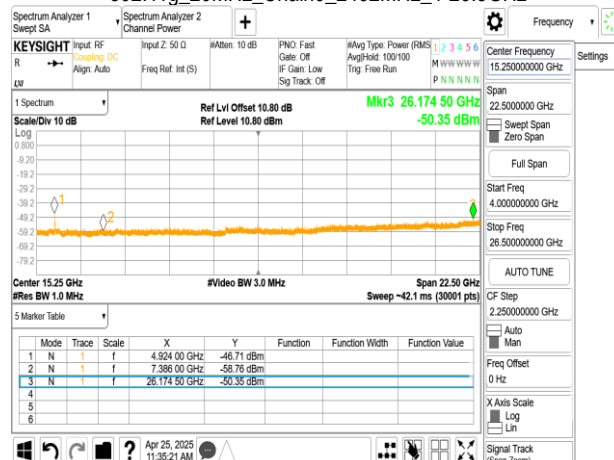 Spectrum Analyzer 1
Swept SA
Spectrum Analyzer 2
Channel Power
+
Frequency
Settings
KEYSIGHT
R
Input: RF
Coupling: DC
Align: Auto
Input Z: 50 Ω
Freq Ref: Int (S)
#Atten: 10 dB
PNO: Fast
Gate: Off
IF Gain: Low
Sig Track: Off
#Avg Type: Power (RMS
Avg|Hold: 100/100
Trig: Free Run
1 2 3 4 5 6
M W W W W W
P N N N N N
1 Spectrum
Scale/Div 10 dB
Log
Ref Lvl Offset 10.80 dB
Ref Level 10.80 dBm
Mkr3 26.174 50 GHz
-50.35 dBm
0.800
-9.20
-19.2
-29.2
-39.2
-49.2
-59.2
-69.2
-79.2
1
2
Center 15.25 GHz
#Res BW 1.0 MHz
#Video BW 3.0 MHz
Span 22.50 GHz
Sweep ~42.1 ms (30001 pts)
5 Marker Table
Mode Trace Scale X Y Function Function Width Function Value
1 N 1 f 4.924 00 GHz -46.71 dBm
2 N 1 f 7.386 00 GHz -58.76 dBm
3 N 1 f 26.174 50 GHz -50.35 dBm
4
5
6
Apr 25, 2025
11:35:21 AM
Center Frequency
15.250000000 GHz
Span
22.5000000 GHz
Swept Span
Zero Span
Full Span
Start Freq
4.000000000 GHz
Stop Freq
26.500000000 GHz
AUTO TUNE
CF Step
2.250000000 GHz
Auto
Man
Freq Offset
0 Hz
X Axis Scale
Log
Lin
Signal Track